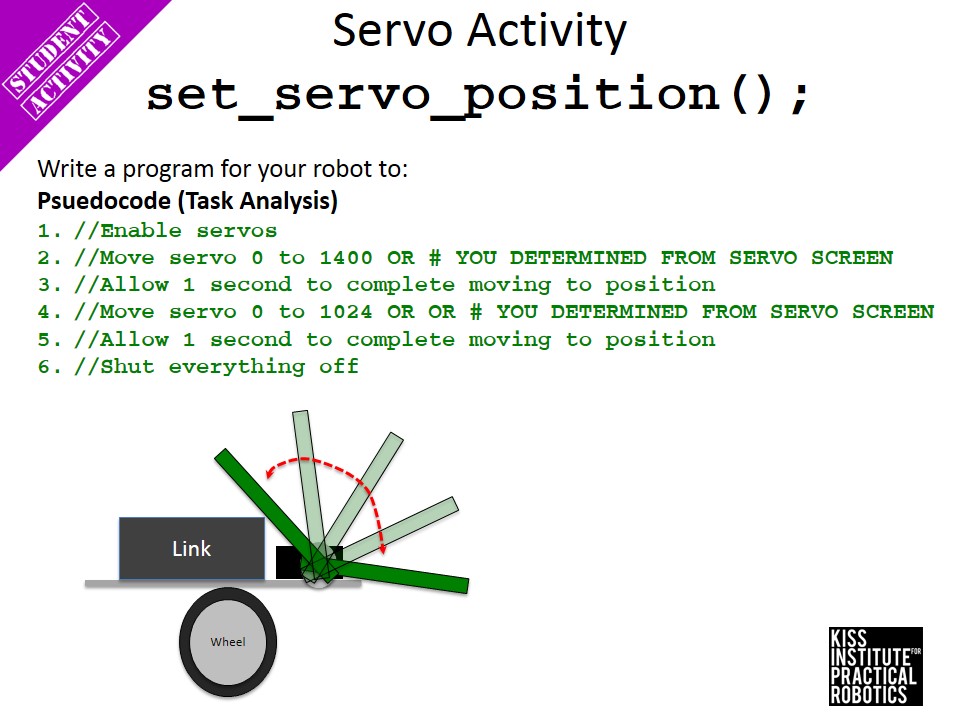 STUDENT
ACTIVITY
Servo Activity
set_servo_position();
Write a program for your robot to:
Psuedocode (Task Analysis)
1. //Enable servos
2. //Move servo 0 to 1400 OR # YOU DETERMINED FROM SERVO SCREEN
3. //Allow 1 second to complete moving to position
4. //Move servo 0 to 1024 OR OR # YOU DETERMINED FROM SERVO SCREEN
5. //Allow 1 second to complete moving to position
6. //Shut everything off
Link
Wheel
KISS
INSTITUTE FOR
PRACTICAL
ROBOTICS